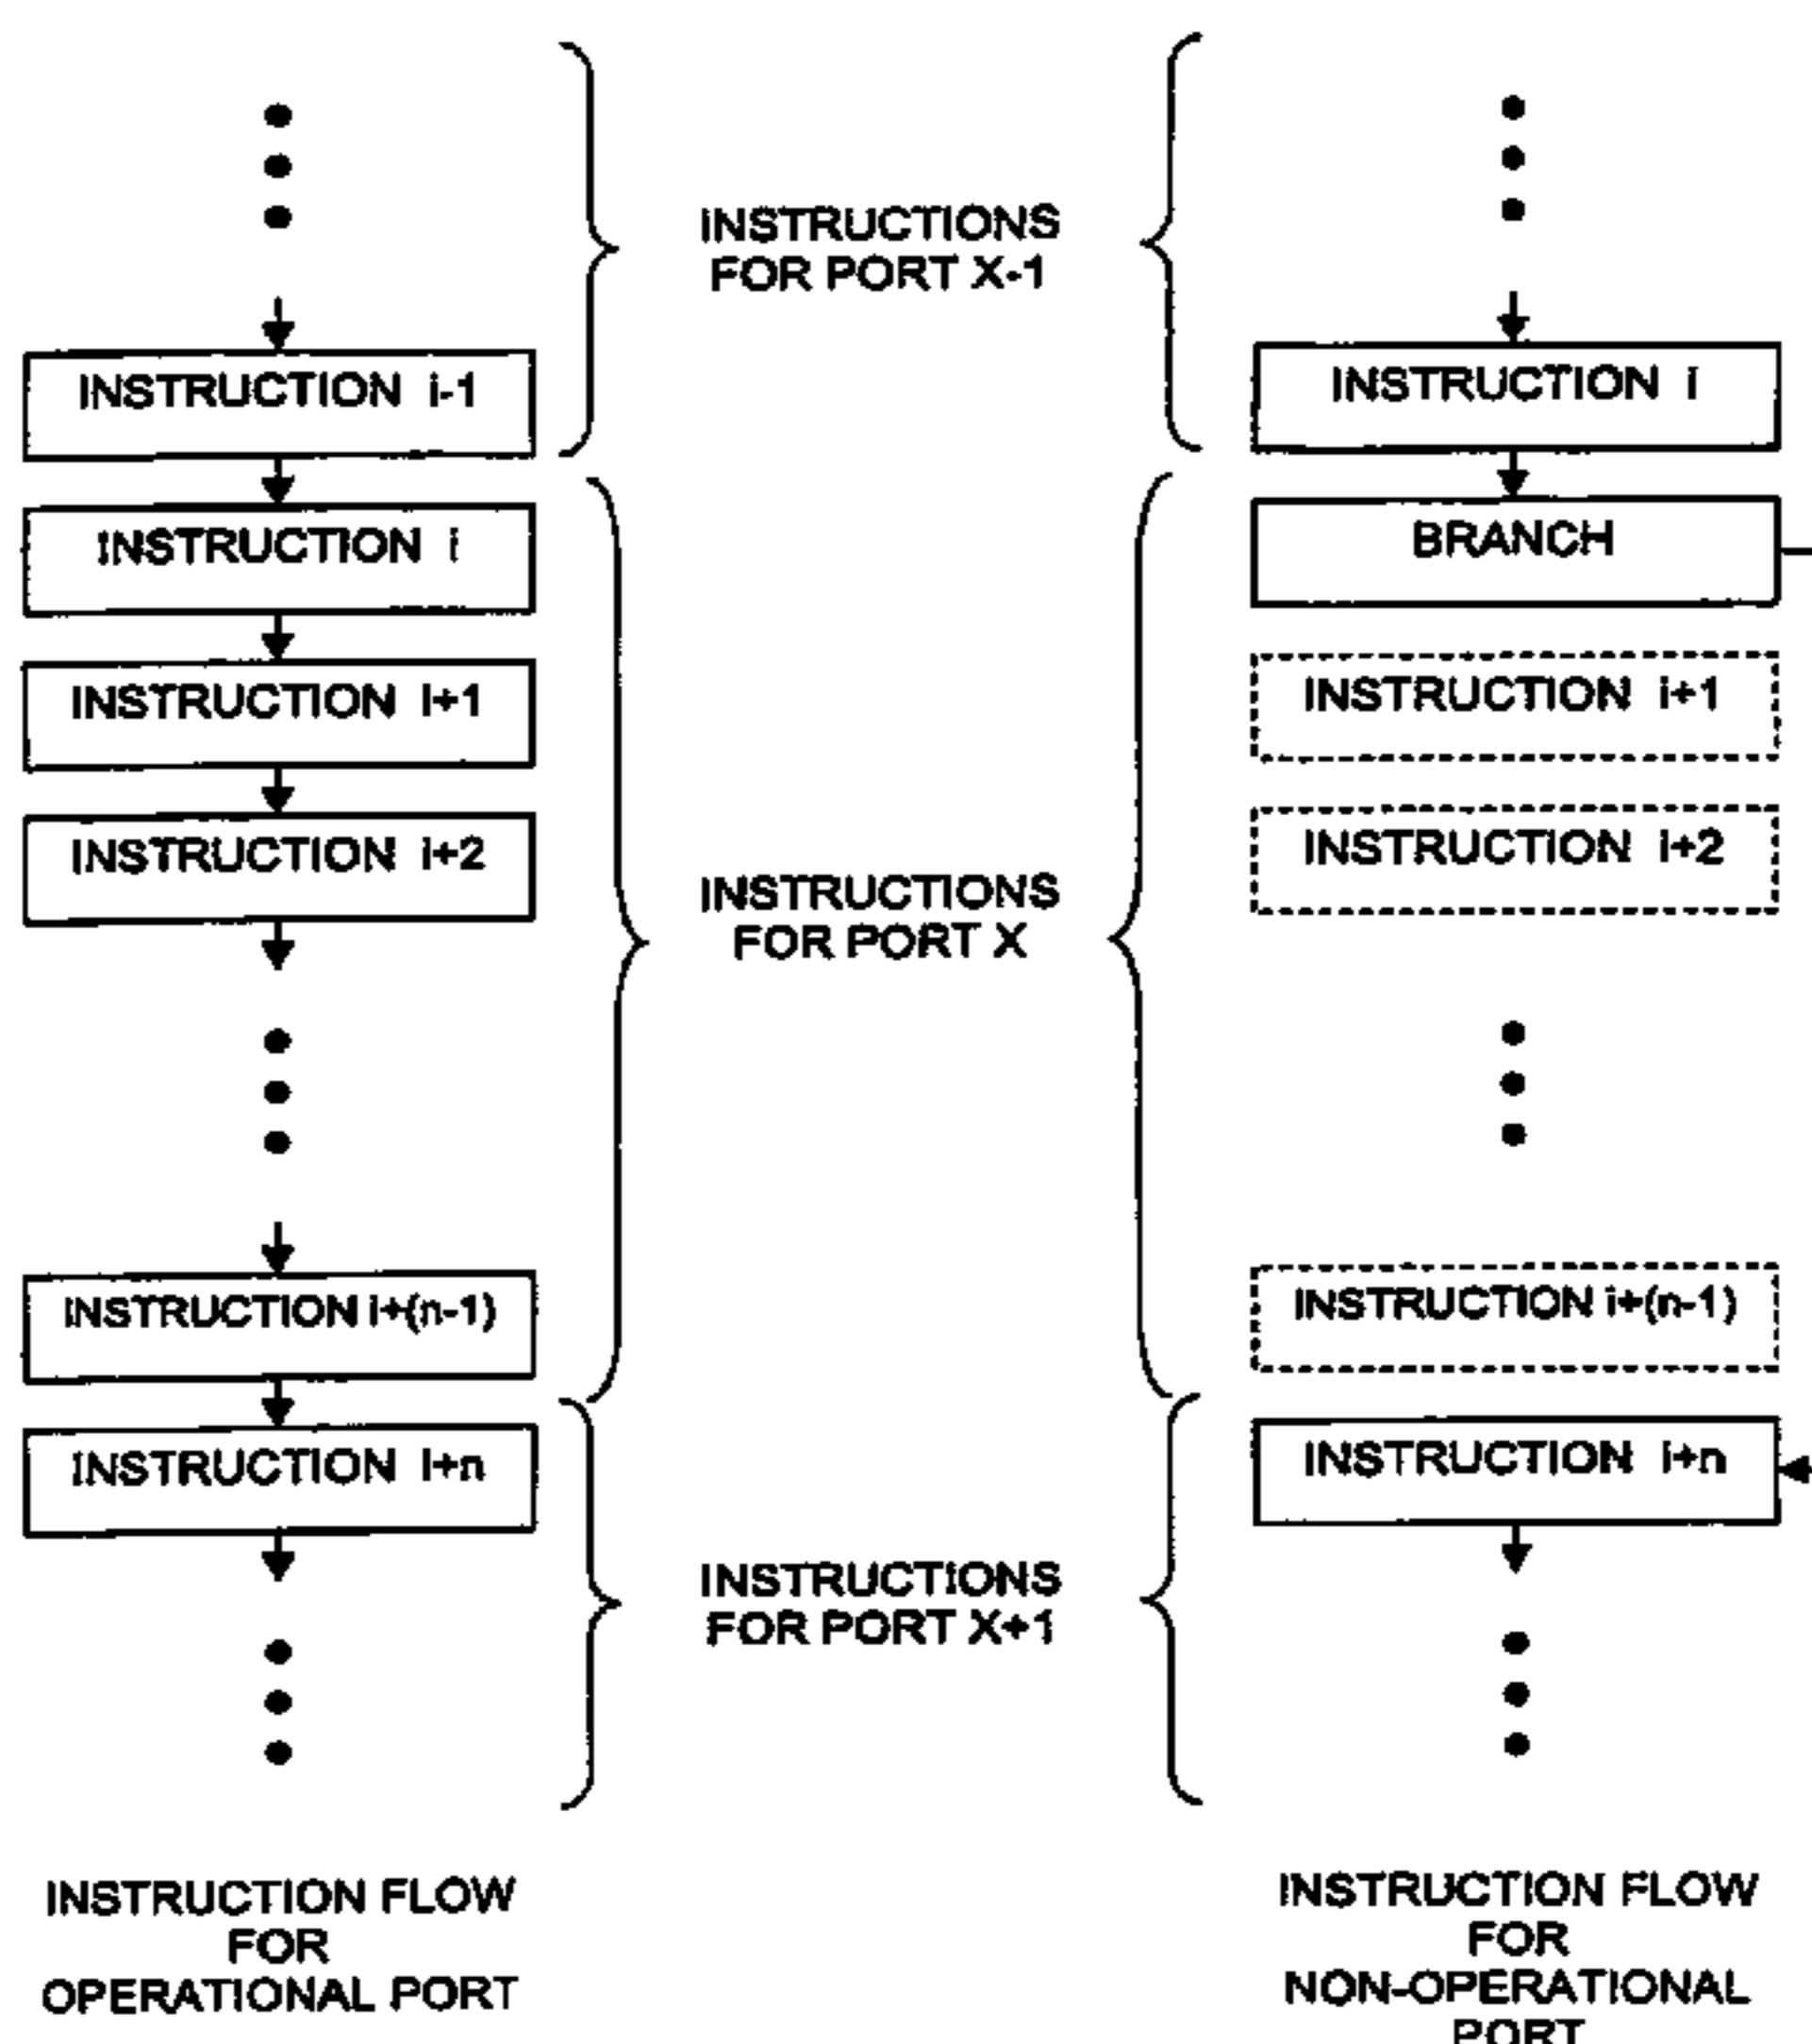 INSTRUCTIONS
FOR PORT X-1
INSTRUCTION i-1
INSTRUCTION i
INSTRUCTION i+1
INSTRUCTION i+2
INSTRUCTION i+(n-1)
INSTRUCTION i+n
INSTRUCTIONS
FOR PORT X
INSTRUCTIONS
FOR PORT X+1
INSTRUCTION i
BRANCH
INSTRUCTION i+1
INSTRUCTION i+2
INSTRUCTION i+(n-1)
INSTRUCTION i+n
INSTRUCTION FLOW
FOR
OPERATIONAL PORT
INSTRUCTION FLOW
FOR
NON-OPERATIONAL
PORT